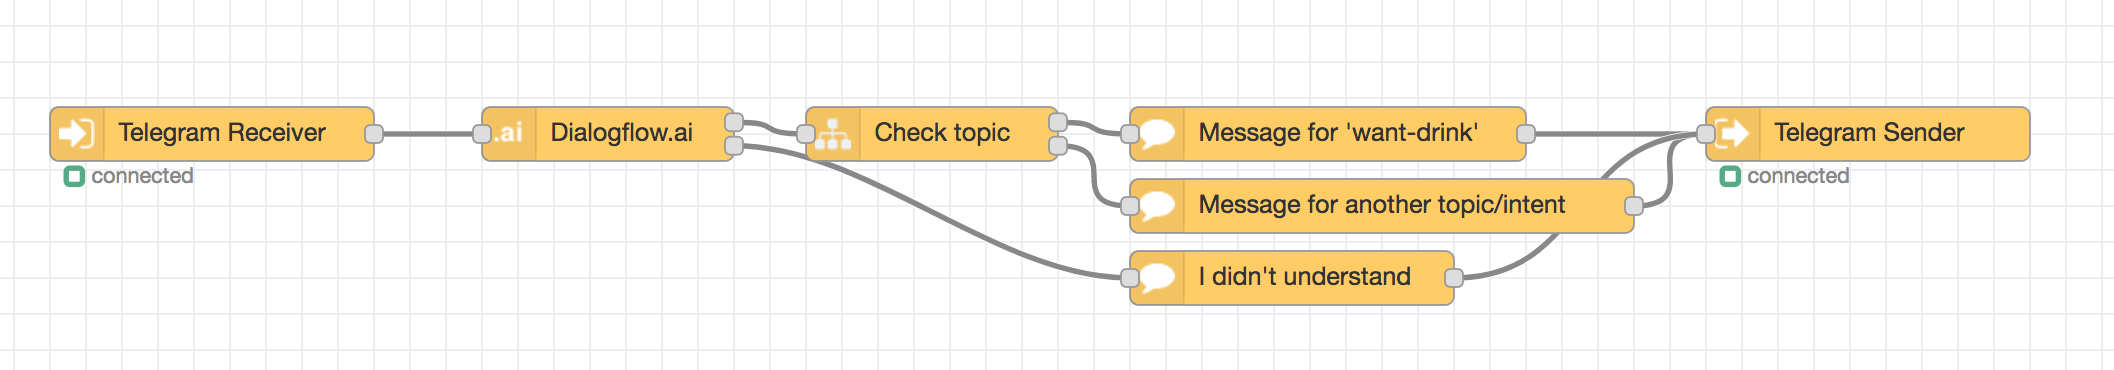 Telegram Receiver
connected
.ai
Dialogflow.ai
Check topic
Message for 'want-drink'
Message for another topic/intent
I didn't understand
Telegram Sender
connected